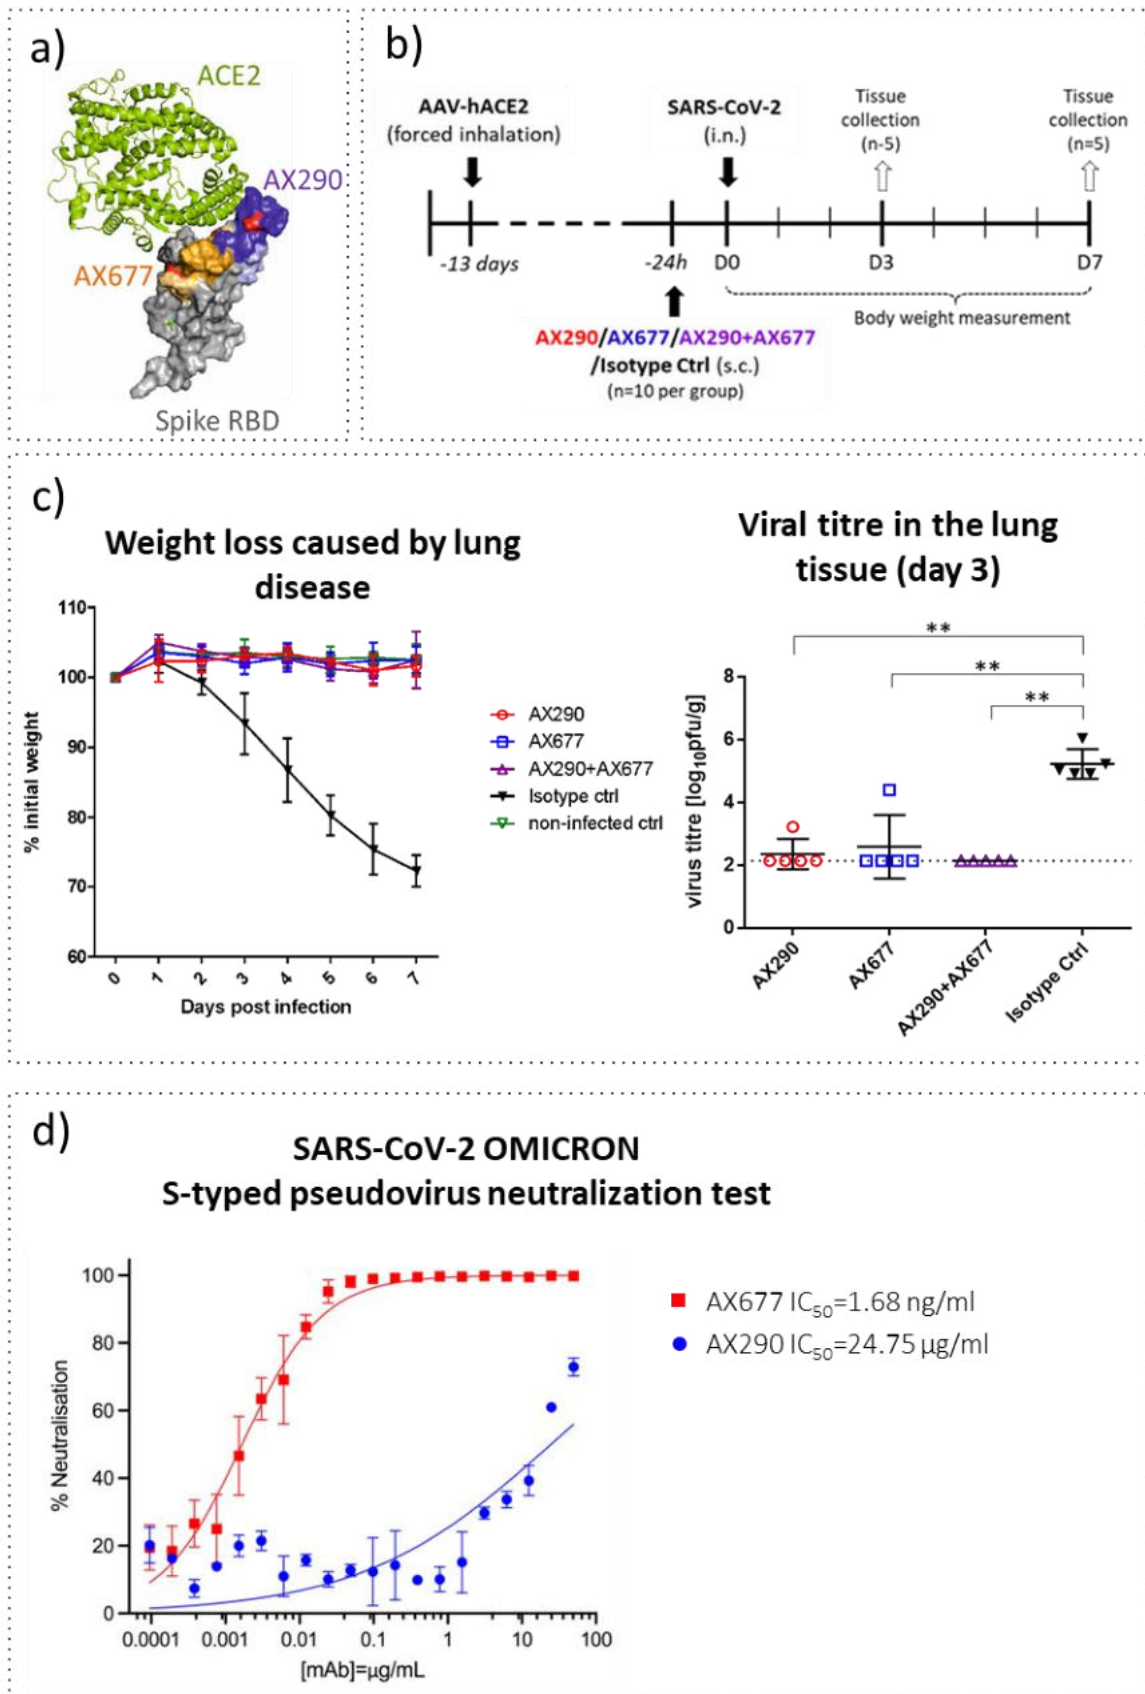 a)
ACE2
AX290
AX677
Spike RBD
b)
AAV-hACE2
(forced inhalation)
SARS-CoV-2
(i.n.)
Tissue
collection
(n-5)
Tissue
collection
(n=5)
-13 days
-24h
D0
D3
D7
Body weight measurement
AX290/AX677/AX290+AX677
/Isotype Ctrl (s.c.)
(n=10 per group)
c)
Weight loss caused by lung
disease
110
100
90
80
70
60
% initial weight
0 1 2 3 4 5 6 7
Days post infection
AX290
AX677
AX290+AX677
Isotype ctrl
non-infected ctrl
Viral titre in the lung
tissue (day 3)
**
**
**
8
6
4
2
0
virus titre [log10pfu/g]
AX290
AX677
AX290+AX677
Isotype Ctrl
d)
SARS-CoV-2 OMICRON
S-typed pseudovirus neutralization test
100
80
60
40
20
0
% Neutralisation
0.0001 0.001 0.01 0.1 1 10 100
[mAb]=μg/mL
AX677 IC50=1.68 ng/ml
AX290 IC50=24.75 μg/ml